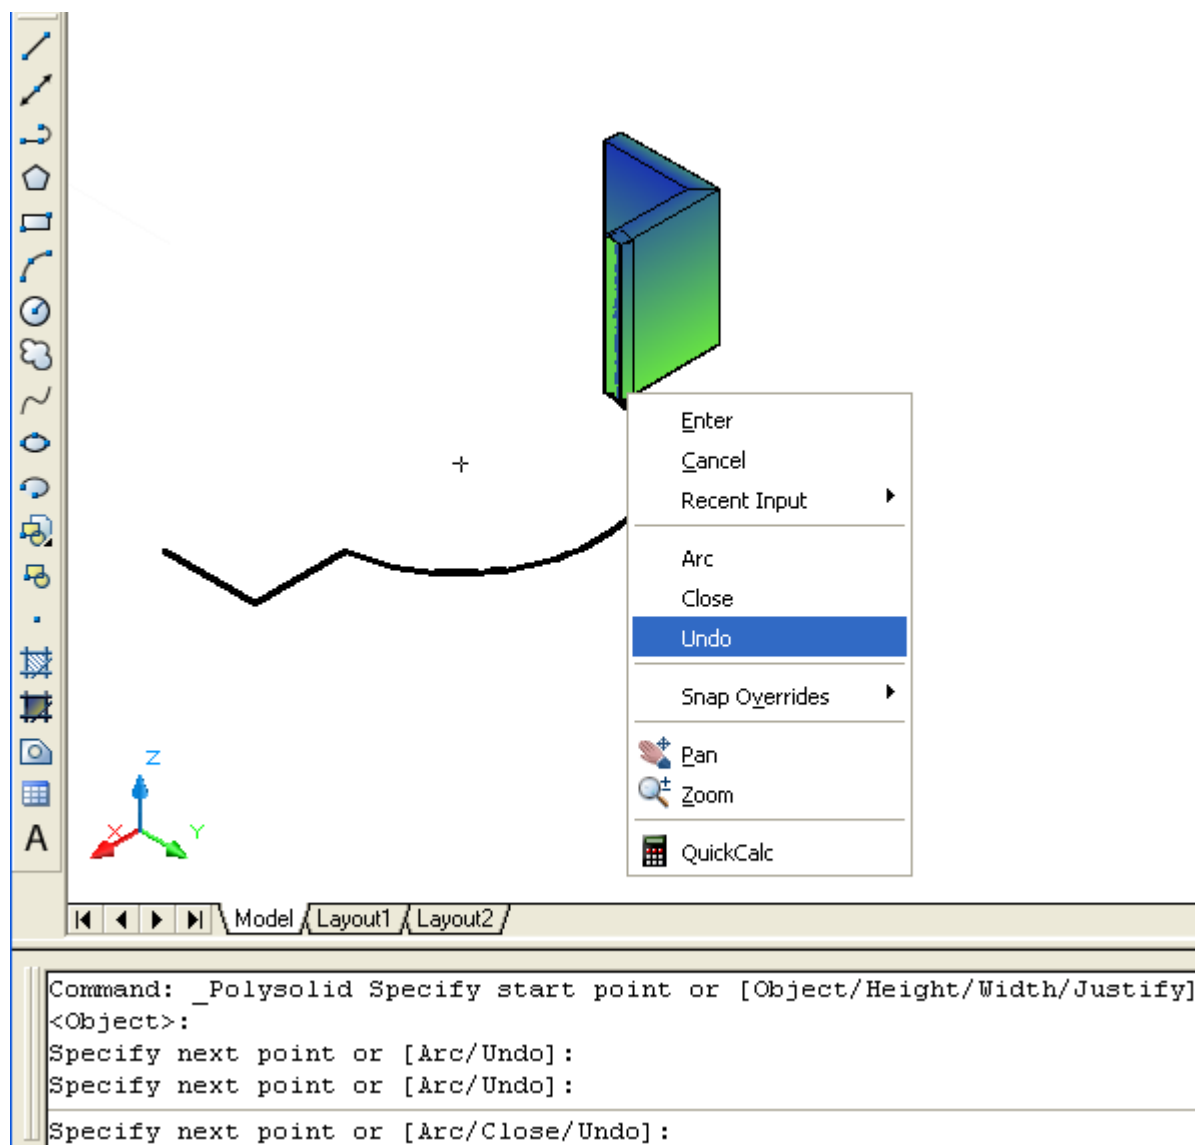 Enter
Cancel
Recent Input
Arc
Close
Undo
Snap Overrides
Pan
Zoom
QuickCalc
Z
X
Y
A
Model
Layout1
Layout2
Command: _Polysolid Specify start point or [Object/Height/Width/Justify]
<Object>:
Specify next point or [Arc/Undo]:
Specify next point or [Arc/Undo]:
Specify next point or [Arc/Close/Undo]: